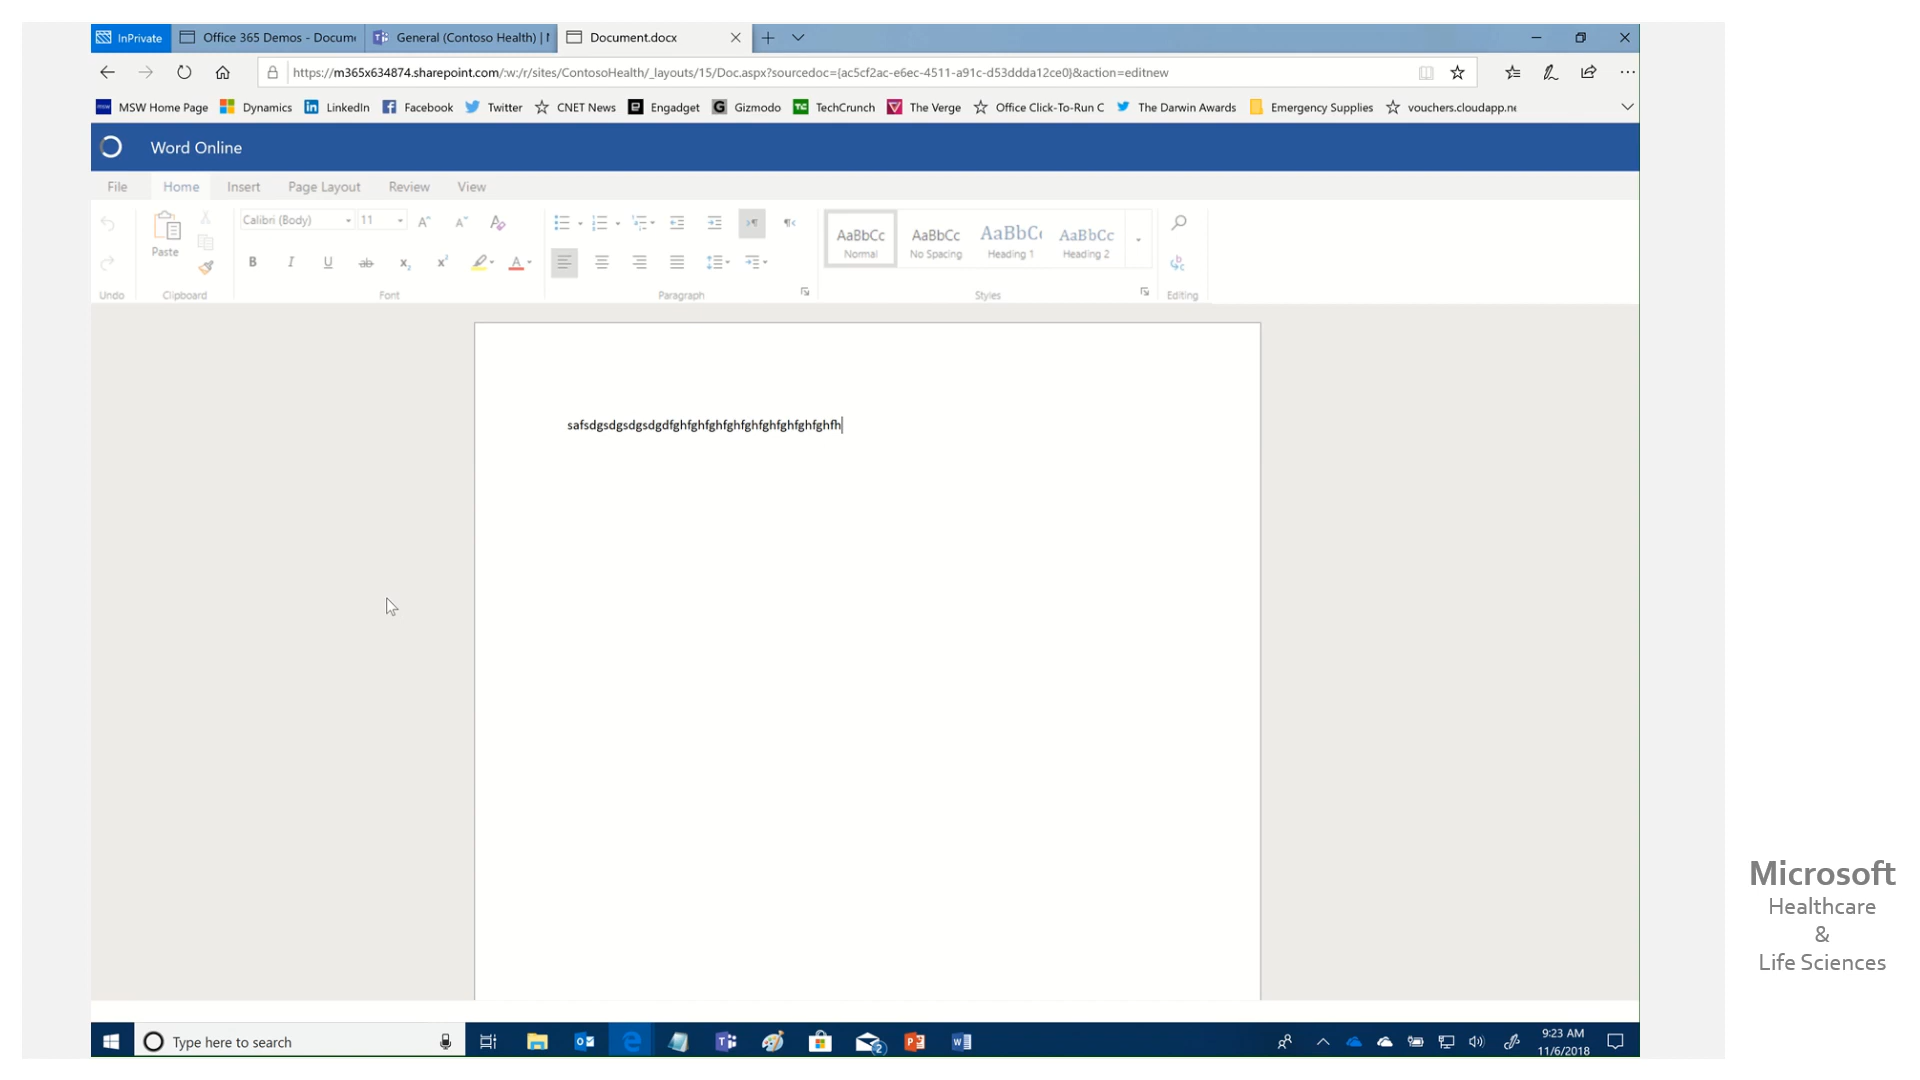 InPrivate
Office 365 Demos - Docume
General (Contoso Health) |
Document.docx
https://m365x634874.sharepoint.com/:w:/r/sites/ContosoHealth/_layouts/15/Doc.aspx?sourcedoc={ac5cf2ac-e6ec-4511-a91c-d53ddda12ce0}&action=editnew
MSW Home Page Dynamics LinkedIn Facebook Twitter CNET News Engadget Gizmodo TechCrunch The Verge Office Click-To-Run C The Darwin Awards Emergency Supplies vouchers.cloudapp.ne
Word Online
File Home Insert Page Layout Review View
Calibri (Body) 11
Paste
AaBbCc AaBbCc AaBbCc AaBbCc
Normal No Spacing Heading 1 Heading 2
Undo Clipboard Font Paragraph Styles Editing
safsdgsdgsdgsdgdfghfghfghfghfghfghfghfghfghfh
Microsoft
Healthcare
&
Life Sciences
Type here to search
9:23 AM
11/6/2018